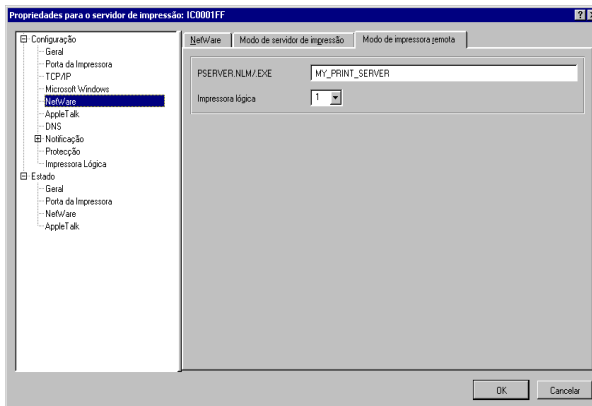 Propriedades para o servidor de impressão: IC0001FF
Configuração
Geral
Porta da Impressora
TCP/IP
Microsoft Windows
NetWare
AppleTalk
DNS
Notificação
Protecção
Impressora Lógica
Estado
Geral
Porta da Impressora
NetWare
AppleTalk
NetWare
Modo de servidor de impressão
Modo de impressora remota
PSERVER.NLM/.EXE
MY_PRINT_SERVER
Impressora lógica
1
OK
Cancelar